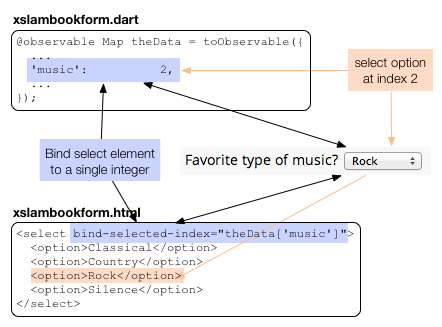 xslambookform.dart
@observable Map theData = toObservable({
...
'music': 2,
...
});
select option
at index 2
Bind select element
to a single integer
Favorite type of music? Rock
xslambookform.html
<select bind-selected-index="theData['music']">
<option>Classical</option>
<option>Country</option>
<option>Rock</option>
<option>Silence</option>
</select>